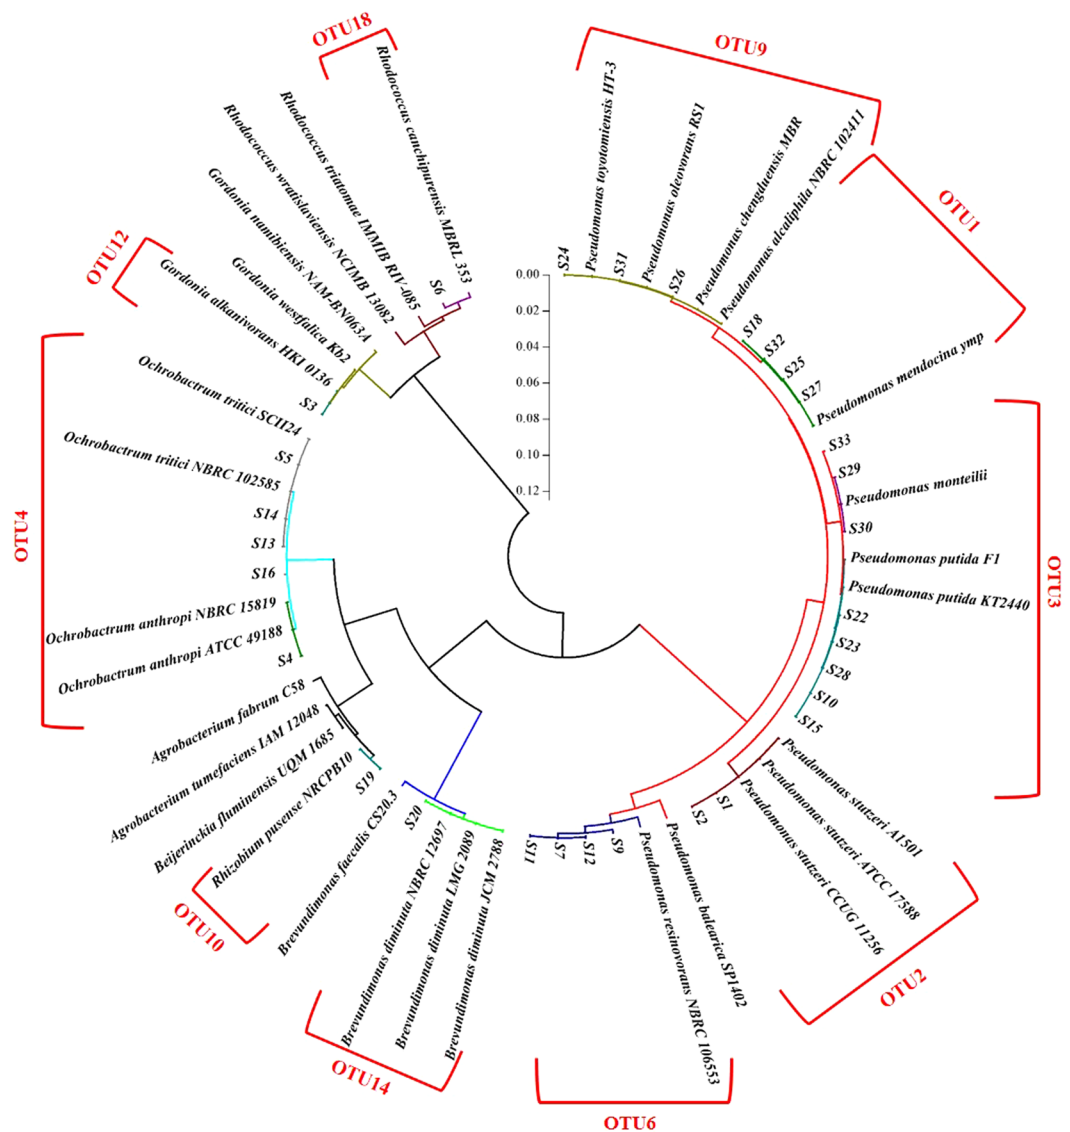 OTU18
OTU9
Rhodococcus canchipurensis MBRL 353
Rhodococcus triatomae IMMIB RIV-085
Rhodococcus wratislaviensis NCIMB 13082
Gordonia namibiensis NAM-BN063A
Gordonia westfalica Kb2
Gordonia alkanivorans HKI 0136
OTU12
S6
S3
S24
Pseudomonas toyotomiensis HT-3
S31
Pseudomonas oleovorans RS1
S26
Pseudomonas chengduensis MBR
Pseudomonas alcaliphila NBRC 102411
OTU1
S18
S32
S25
S27
Pseudomonas mendocina ymp
0.00
0.02
0.04
0.06
0.08
0.10
0.12
S33
S29
Pseudomonas monteilii
S30
Pseudomonas putida F1
Pseudomonas putida KT2440
S22
S23
S28
S10
S15
OTU3
Pseudomonas stutzeri A1501
Pseudomonas stutzeri ATCC 17588
Pseudomonas stutzeri CCUG 11256
S1
S2
OTU2
Pseudomonas balearica SP1402
Pseudomonas resinovorans NBRC 106553
S9
S12
S7
S11
OTU6
Brevundimonas diminuta JCM 2788
Brevundimonas diminuta LMG 2089
Brevundimonas diminuta NBRC 12697
S20
Brevundimonas faecalis CS20.3
OTU14
S19
Rhizobium pusense NRCPB10
OTU10
Beijerinckia fluminensis UQM 1685
Agrobacterium tumefaciens IAM 12048
Agrobacterium fabrum C58
S4
Ochrobactrum anthropi ATCC 49188
Ochrobactrum anthropi NBRC 15819
S16
S13
S14
Ochrobactrum tritici NBRC 102585
S5
Ochrobactrum tritici SCII24
OTU4